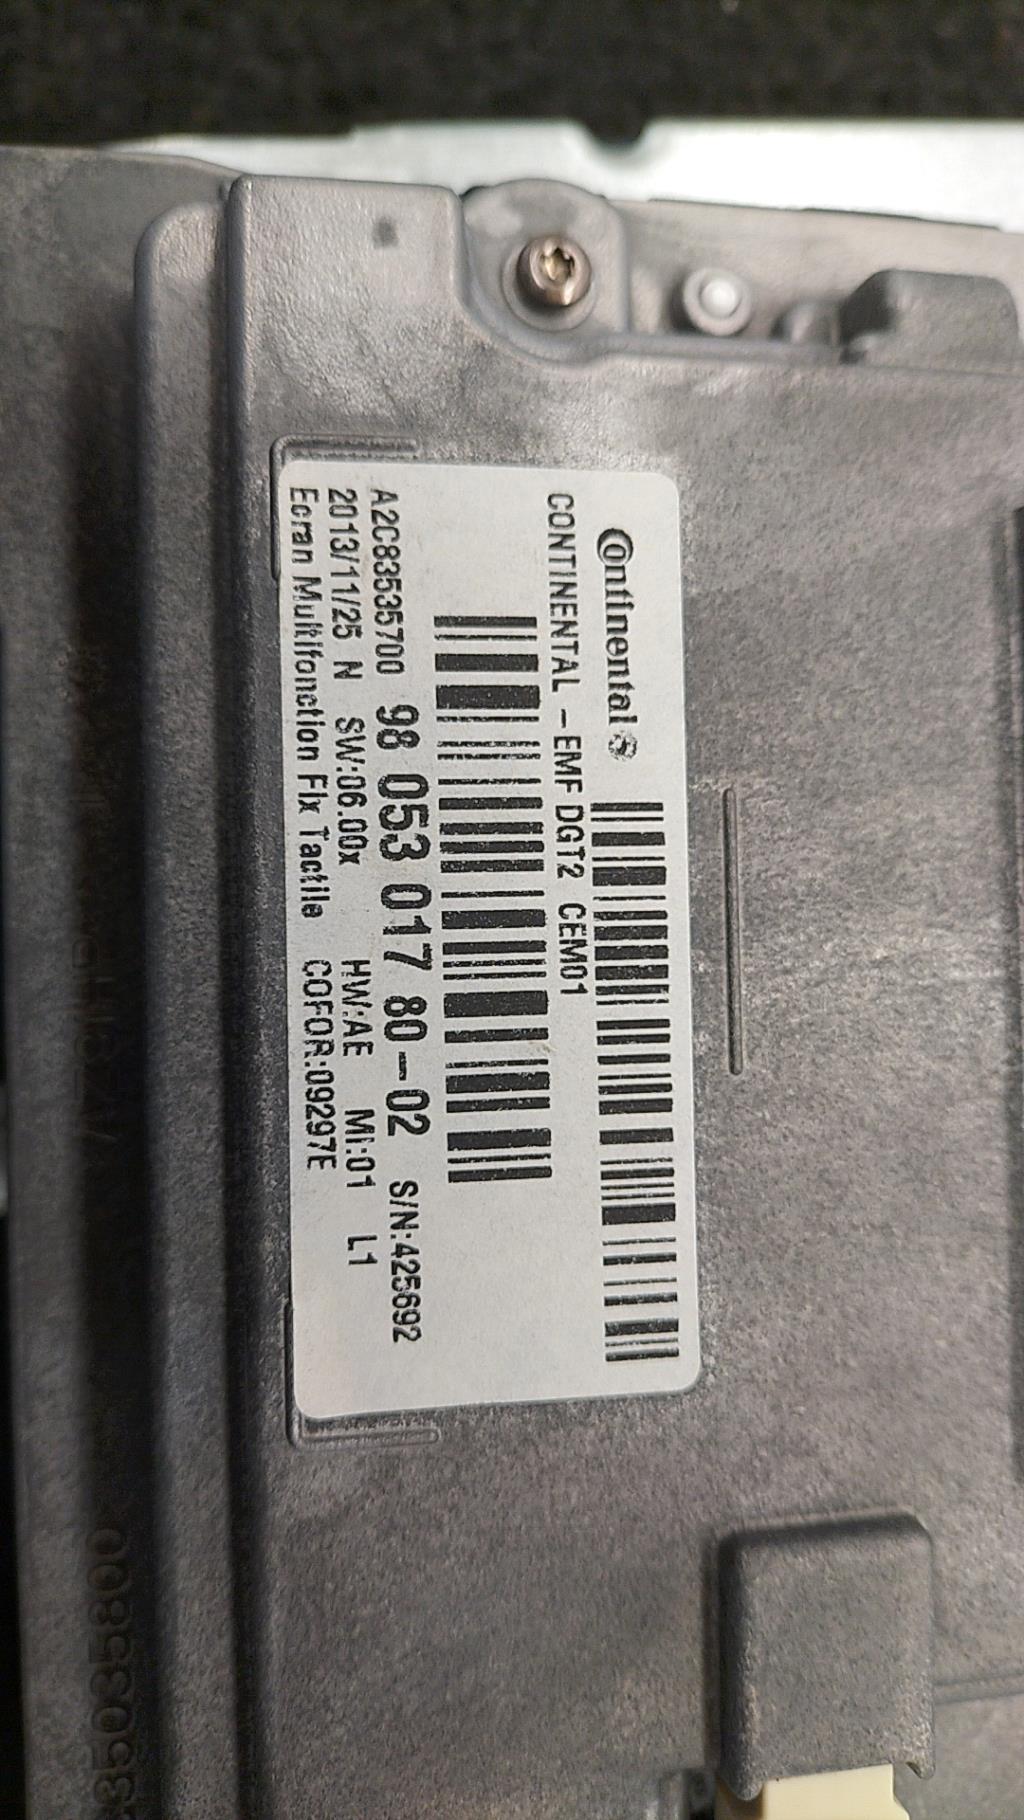 Continental
CONTINENTAL -EMF DGT2 CEM01
A2C83535700 98 053 017 80-02 S/N:425692
2013/11/25 N SW:06.00x HW:AE MI:01 L1
Ecran Multifonction Fix Tactile COFOR:09297E